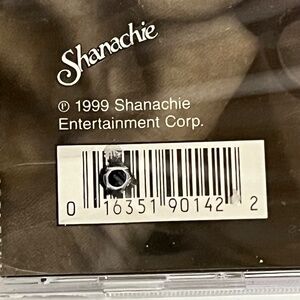 Shanachie
℗ 1999 Shanachie
Entertainment Corp.
0 16351 90142 2